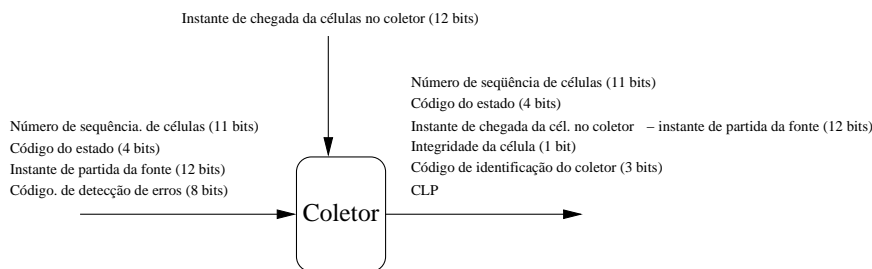 Instante de chegada da células no coletor (12 bits)
Número de seqüência de células (11 bits)
Código do estado (4 bits)
Instante de chegada da cél. no coletor – instante de partida da fonte (12 bits)
Integridade da célula (1 bit)
Código de identificação do coletor (3 bits)
CLP
Número de sequência. de células (11 bits)
Código do estado (4 bits)
Instante de partida da fonte (12 bits)
Código. de detecção de erros (8 bits)
Coletor